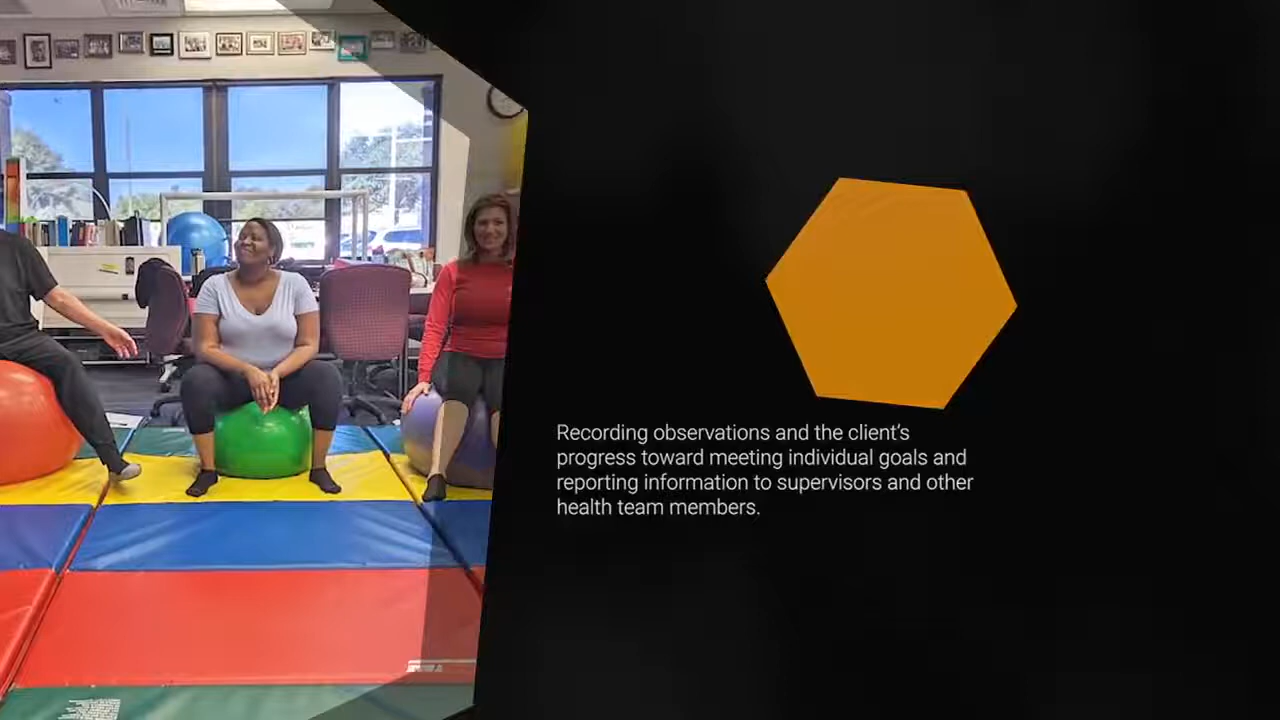 Recording observations and the client's
progress toward meeting individual goals and
reporting information to supervisors and other
health team members.